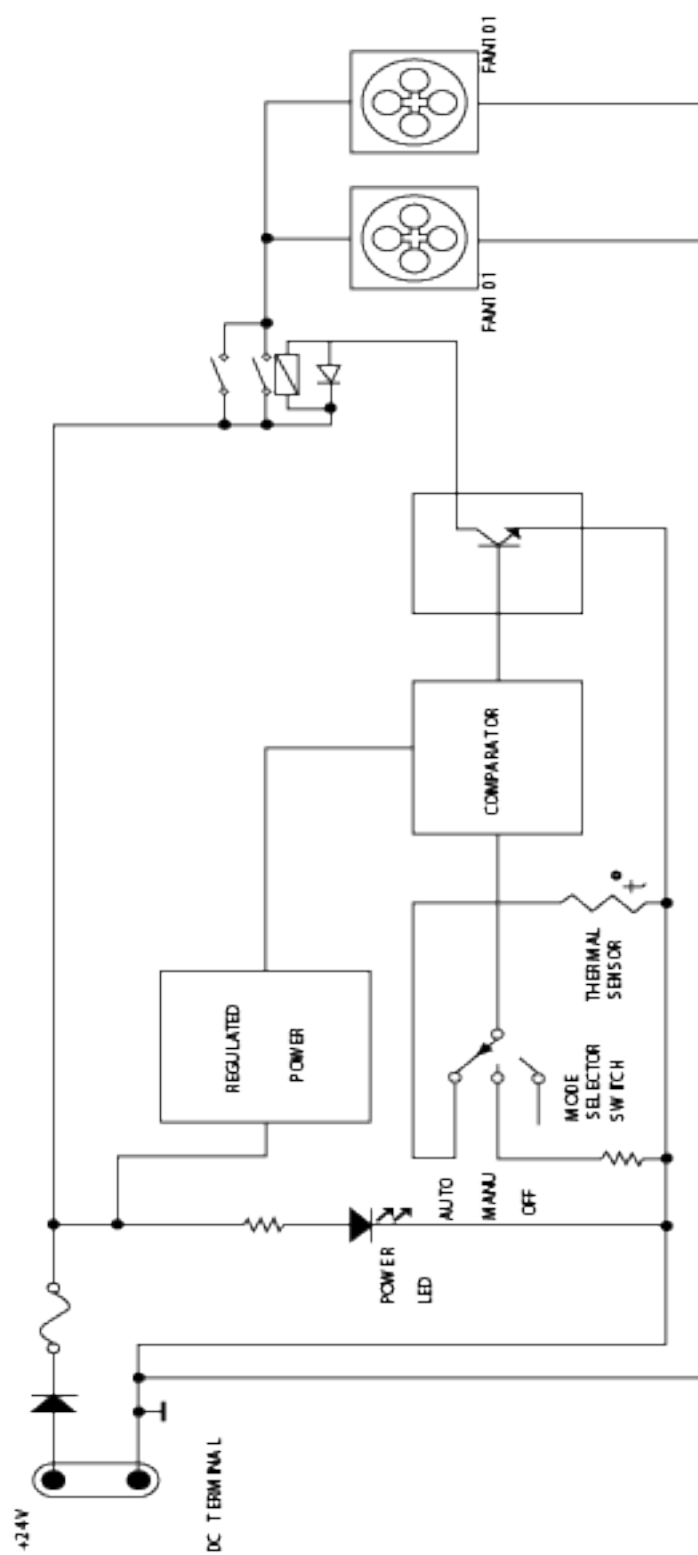 +24V
DC TERMINAL
POWER
LED
REGULATED
POWER
AUTO
MANU
OFF
MODE
SELECTOR
SWITCH
THERMAL
SENSOR
t°
COMPARATOR
FAN101
FAN101